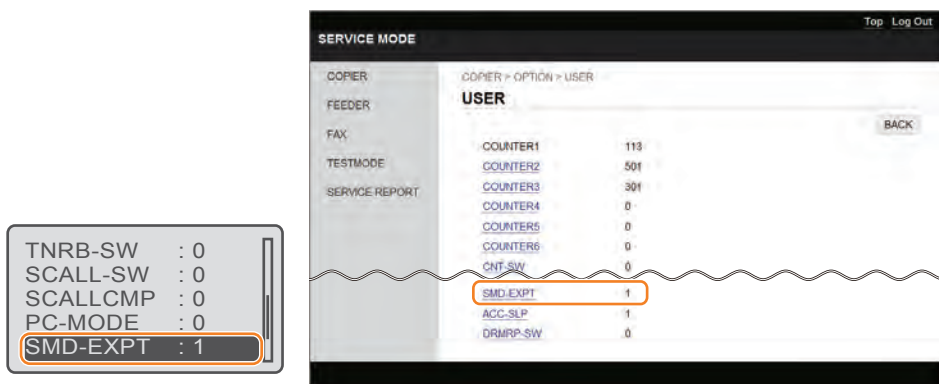 Top Log Out
SERVICE MODE
COPIER
FEEDER
FAX
TESTMODE
SERVICE REPORT
COPIER > OPTION > USER
USER
BACK
COUNTER1 113
COUNTER2 501
COUNTER3 301
COUNTER4 0
COUNTER5 0
COUNTER6 0
CNT-SW 0
SMD-EXPT 1
ACC-SLP 1
DRMRP-SW 0
TNRB-SW : 0
SCALL-SW : 0
SCALLCMP : 0
PC-MODE : 0
SMD-EXPT : 1